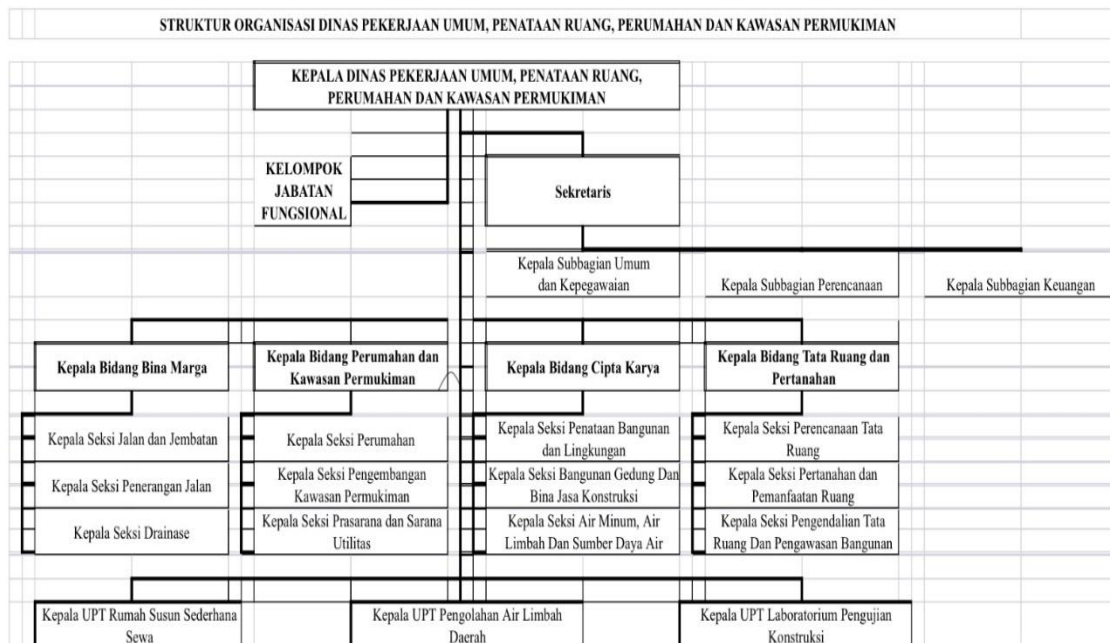 STRUKTUR ORGANISASI DINAS PEKERJAAN UMUM, PENATAAN RUANG, PERUMAHAN DAN KAWASAN PERMUKIMAN
KEPALA DINAS PEKERJAAN UMUM, PENATAAN RUANG,
PERUMAHAN DAN KAWASAN PERMUKIMAN
KELOMPOK
JABATAN
FUNGSIONAL
Sekretaris
Kepala Subbagian Umum
dan Kepegawaian
Kepala Subbagian Perencanaan
Kepala Subbagian Keuangan
Kepala Bidang Bina Marga
Kepala Bidang Perumahan dan
Kawasan Permukiman
Kepala Bidang Cipta Karya
Kepala Bidang Tata Ruang dan
Pertanahan
Kepala Seksi Jalan dan Jembatan
Kepala Seksi Perumahan
Kepala Seksi Penataan Bangunan
dan Lingkungan
Kepala Seksi Perencanaan Tata
Ruang
Kepala Seksi Penerangan Jalan
Kepala Seksi Pengembangan
Kawasan Permukiman
Kepala Seksi Bangunan Gedung Dan
Bina Jasa Konstruksi
Kepala Seksi Pertanahan dan
Pemanfaatan Ruang
Kepala Seksi Drainase
Kepala Seksi Prasarana dan Sarana
Utilitas
Kepala Seksi Air Minum, Air
Limbah Dan Sumber Daya Air
Kepala Seksi Pengendalian Tata
Ruang Dan Pengawasan Bangunan
Kepala UPT Rumah Susun Sederhana
Sewa
Kepala UPT Pengolahan Air Limbah
Daerah
Kepala UPT Laboratorium Pengujian
Konstruksi